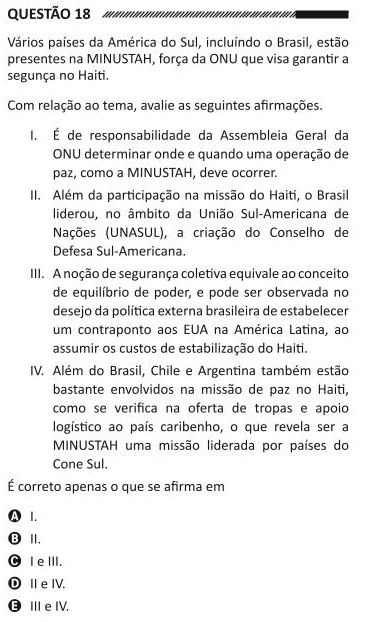 QUESTÃO 18
Vários países da América do Sul, incluíndo o Brasil, estão
presentes na MINUSTAH, força da ONU que visa garantir a
segunça no Haiti.
Com relação ao tema, avalie as seguintes afirmações.
I. É de responsabilidade da Assembleia Geral da
ONU determinar onde e quando uma operação de
paz, como a MINUSTAH, deve ocorrer.
II. Além da participação na missão do Haiti, o Brasil
liderou, no âmbito da União Sul-Americana de
Nações (UNASUL), a criação do Conselho de
Defesa Sul-Americana.
III. A noção de segurança coletiva equivale ao conceito
de equilíbrio de poder, e pode ser observada no
desejo da política externa brasileira de estabelecer
um contraponto aos EUA na América Latina, ao
assumir os custos de estabilização do Haiti.
IV. Além do Brasil, Chile e Argentina também estão
bastante envolvidos na missão de paz no Haiti,
como se verifica na oferta de tropas e apoio
logístico ao país caribenho, o que revela ser a
MINUSTAH uma missão liderada por países do
Cone Sul.
É correto apenas o que se afirma em
A I.
B II.
C I e III.
D II e IV.
E III e IV.